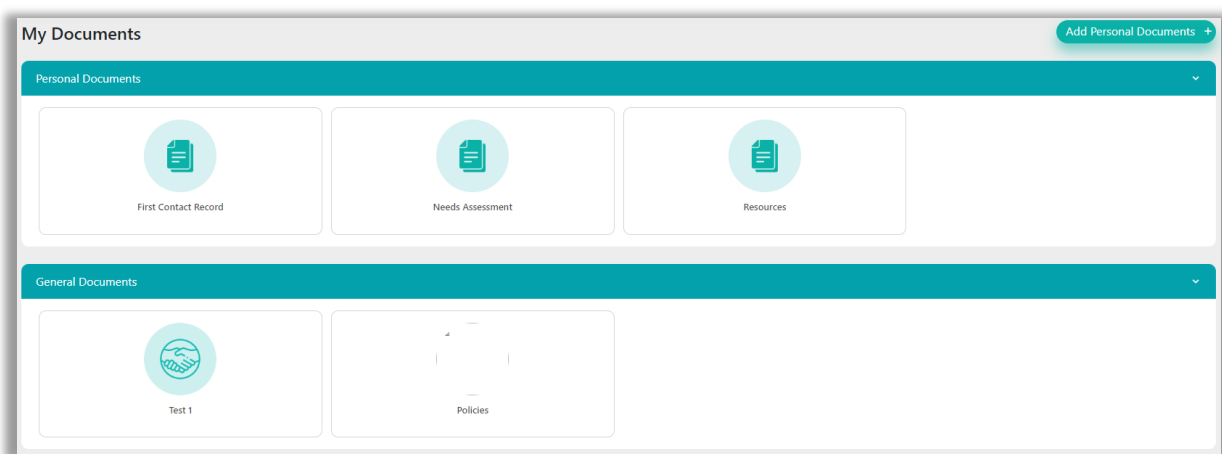 My Documents
Add Personal Documents +
Personal Documents
First Contact Record
Needs Assessment
Resources
General Documents
Test 1
Policies